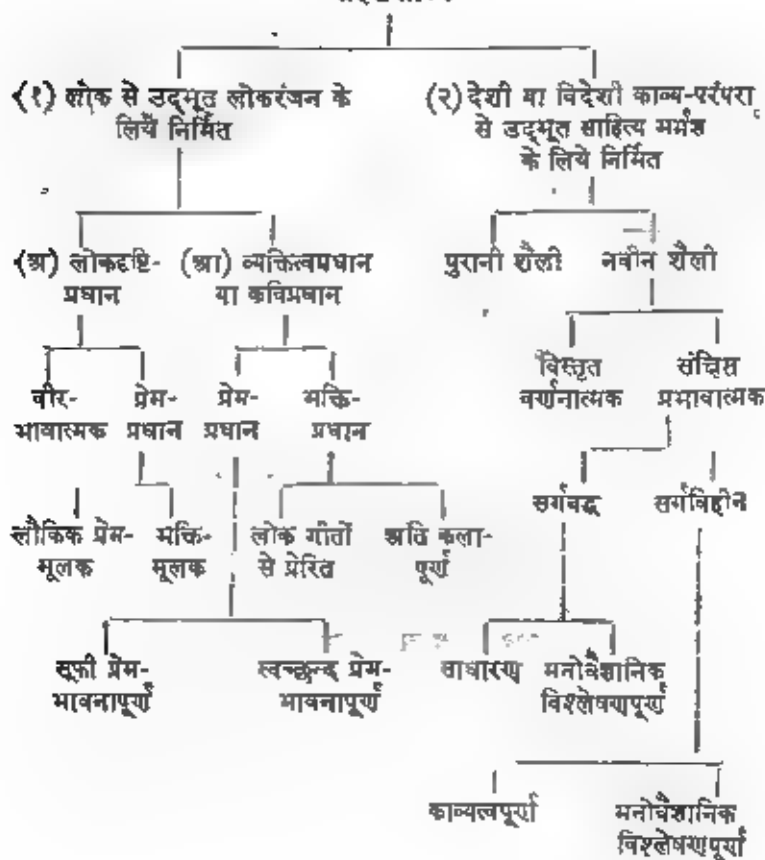 (१) लोक से उद्भूत लोकरंजन के
लिये निर्मित
(२) देशी या विदेशी काव्य-परंपरा
से उद्भूत साहित्य मर्मज्ञ
के लिये निर्मित
(अ) लोकदृष्टि-
प्रधान
(आ) व्यक्तित्वप्रधान
या कविप्रधान
पुरानी शैली
नवीन शैली
वीर-
भावात्मक
प्रेम-
प्रधान
प्रेम-
प्रधान
भक्ति-
प्रधान
विस्तृत
वर्णनात्मक
संक्षिप्त
प्रभावात्मक
लौकिक प्रेम-
मूलक
भक्ति-
मूलक
लोक गीतों
से प्रेरित
अति कला-
पूर्ण
सर्गबद्ध
सर्गविहीन
सूफी प्रेम-
भावनापूर्ण
स्वच्छन्द प्रेम-
भावनापूर्ण
साधारण
मनोवैज्ञानिक
विश्लेषणपूर्ण
काव्यत्वपूर्ण
मनोवैज्ञानिक
विश्लेषणपूर्ण